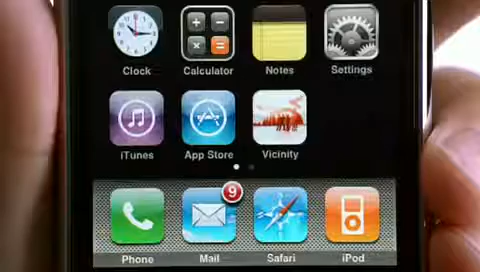 Clock Calculator Notes Settings
iTunes App Store Vicinity
9
Phone Mail Safari iPod